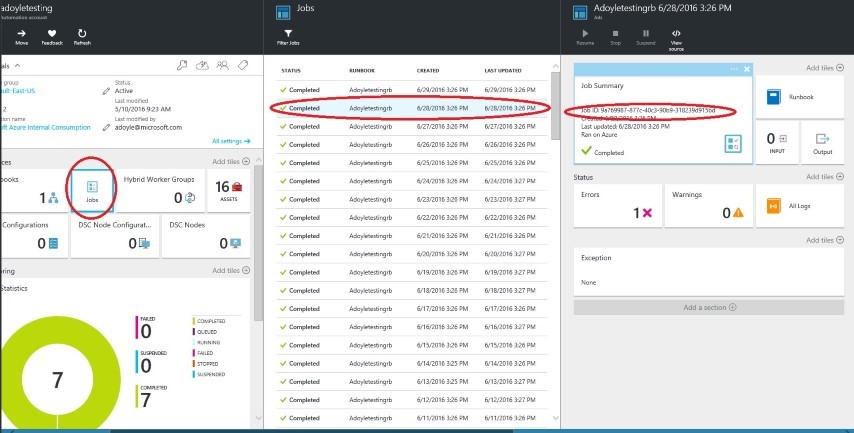 adoyletesting
Automation account
Move
Feedback
Refresh
als
group
Status
ult-East-US
Active
Last modified
2
5/10/2016 9:23 AM
tion name
Last modified by
ft Azure Internal Consumption
adoyle@microsoft.com
All settings →
ces
Add tiles
books
1
Jobs
Hybrid Worker Groups
0
16
ASSETS
Configurations
0
DSC Node Configurat...
0
DSC Nodes
0
ring
Add tiles
Statistics
7
FAILED
0
SUSPENDED
0
COMPLETED
7
COMPLETED
QUEUED
RUNNING
FAILED
STOPPED
SUSPENDED
Jobs
Filter Jobs
STATUS RUNBOOK CREATED LAST UPDATED
Completed Adoyletestingrb 6/29/2016 3:26 PM 6/29/2016 3:26 PM
Completed Adoyletestingrb 6/28/2016 3:26 PM 6/28/2016 3:26 PM
Completed Adoyletestingrb 6/27/2016 3:26 PM 6/27/2016 3:26 PM
Completed Adoyletestingrb 6/26/2016 3:26 PM 6/26/2016 3:26 PM
Completed Adoyletestingrb 6/25/2016 3:26 PM 6/25/2016 3:26 PM
Completed Adoyletestingrb 6/24/2016 3:26 PM 6/24/2016 3:27 PM
Completed Adoyletestingrb 6/23/2016 3:26 PM 6/23/2016 3:27 PM
Completed Adoyletestingrb 6/22/2016 3:26 PM 6/22/2016 3:26 PM
Completed Adoyletestingrb 6/21/2016 3:26 PM 6/21/2016 3:26 PM
Completed Adoyletestingrb 6/20/2016 3:26 PM 6/20/2016 3:27 PM
Completed Adoyletestingrb 6/19/2016 3:26 PM 6/19/2016 3:27 PM
Completed Adoyletestingrb 6/18/2016 3:26 PM 6/18/2016 3:27 PM
Completed Adoyletestingrb 6/17/2016 3:26 PM 6/17/2016 3:26 PM
Completed Adoyletestingrb 6/16/2016 3:26 PM 6/16/2016 3:27 PM
Completed Adoyletestingrb 6/15/2016 3:26 PM 6/15/2016 3:26 PM
Completed Adoyletestingrb 6/14/2016 3:25 PM 6/14/2016 3:26 PM
Completed Adoyletestingrb 6/13/2016 3:25 PM 6/13/2016 3:26 PM
Completed Adoyletestingrb 6/12/2016 3:26 PM 6/12/2016 3:27 PM
Completed Adoyletestingrb 6/11/2016 3:26 PM 6/11/2016 3:26 PM
Adoyletestingrb 6/28/2016 3:26 PM
Job
Resume
Stop
Suspend
View source
Add tiles
Job Summary
Job ID: 9a769987-877c-40c3-90b9-318239d915bd
Created: 6/28/2016 3:26 PM
Last updated: 6/28/2016 3:26 PM
Ran on Azure
Completed
Runbook
0
INPUT
Output
Status
Add tiles
Errors
1
Warnings
0
All Logs
Add tiles
Exception
None
Add a section